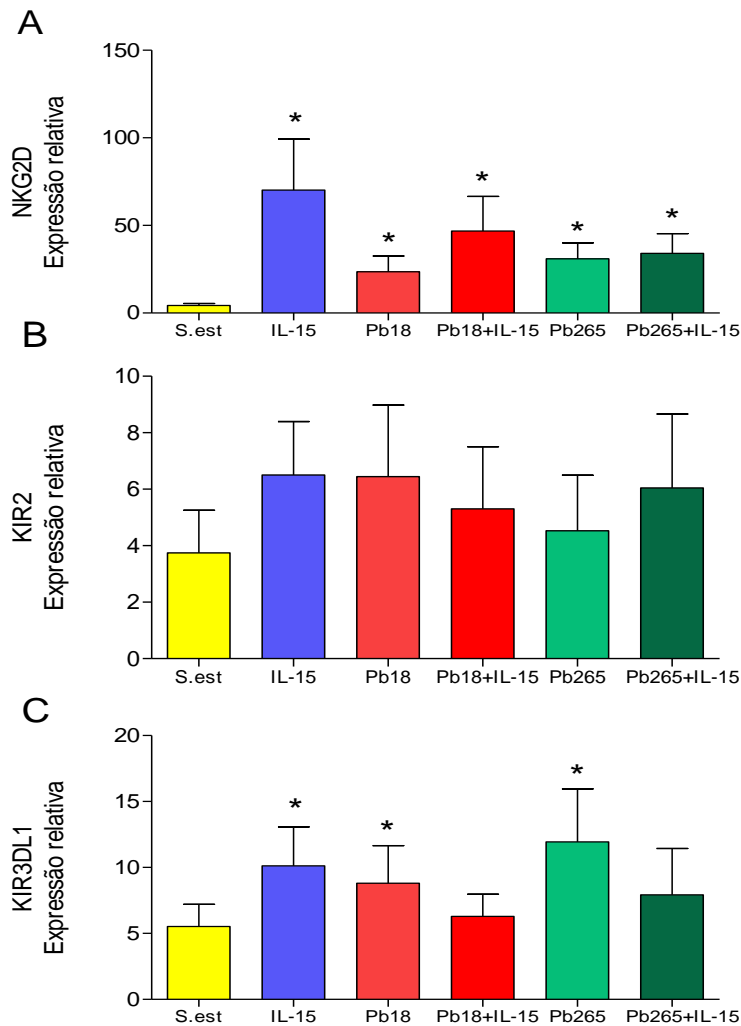 A
NKG2D
Expressão relativa
150
100
50
0
*
*
*
*
*
S.est IL-15 Pb18 Pb18+IL-15 Pb265 Pb265+IL-15
B
KIR2
Expressão relativa
10
8
6
4
2
0
S.est IL-15 Pb18 Pb18+IL-15 Pb265 Pb265+IL-15
C
KIR3DL1
Expressão relativa
20
15
10
5
0
*
*
*
S.est IL-15 Pb18 Pb18+IL-15 Pb265 Pb265+IL-15